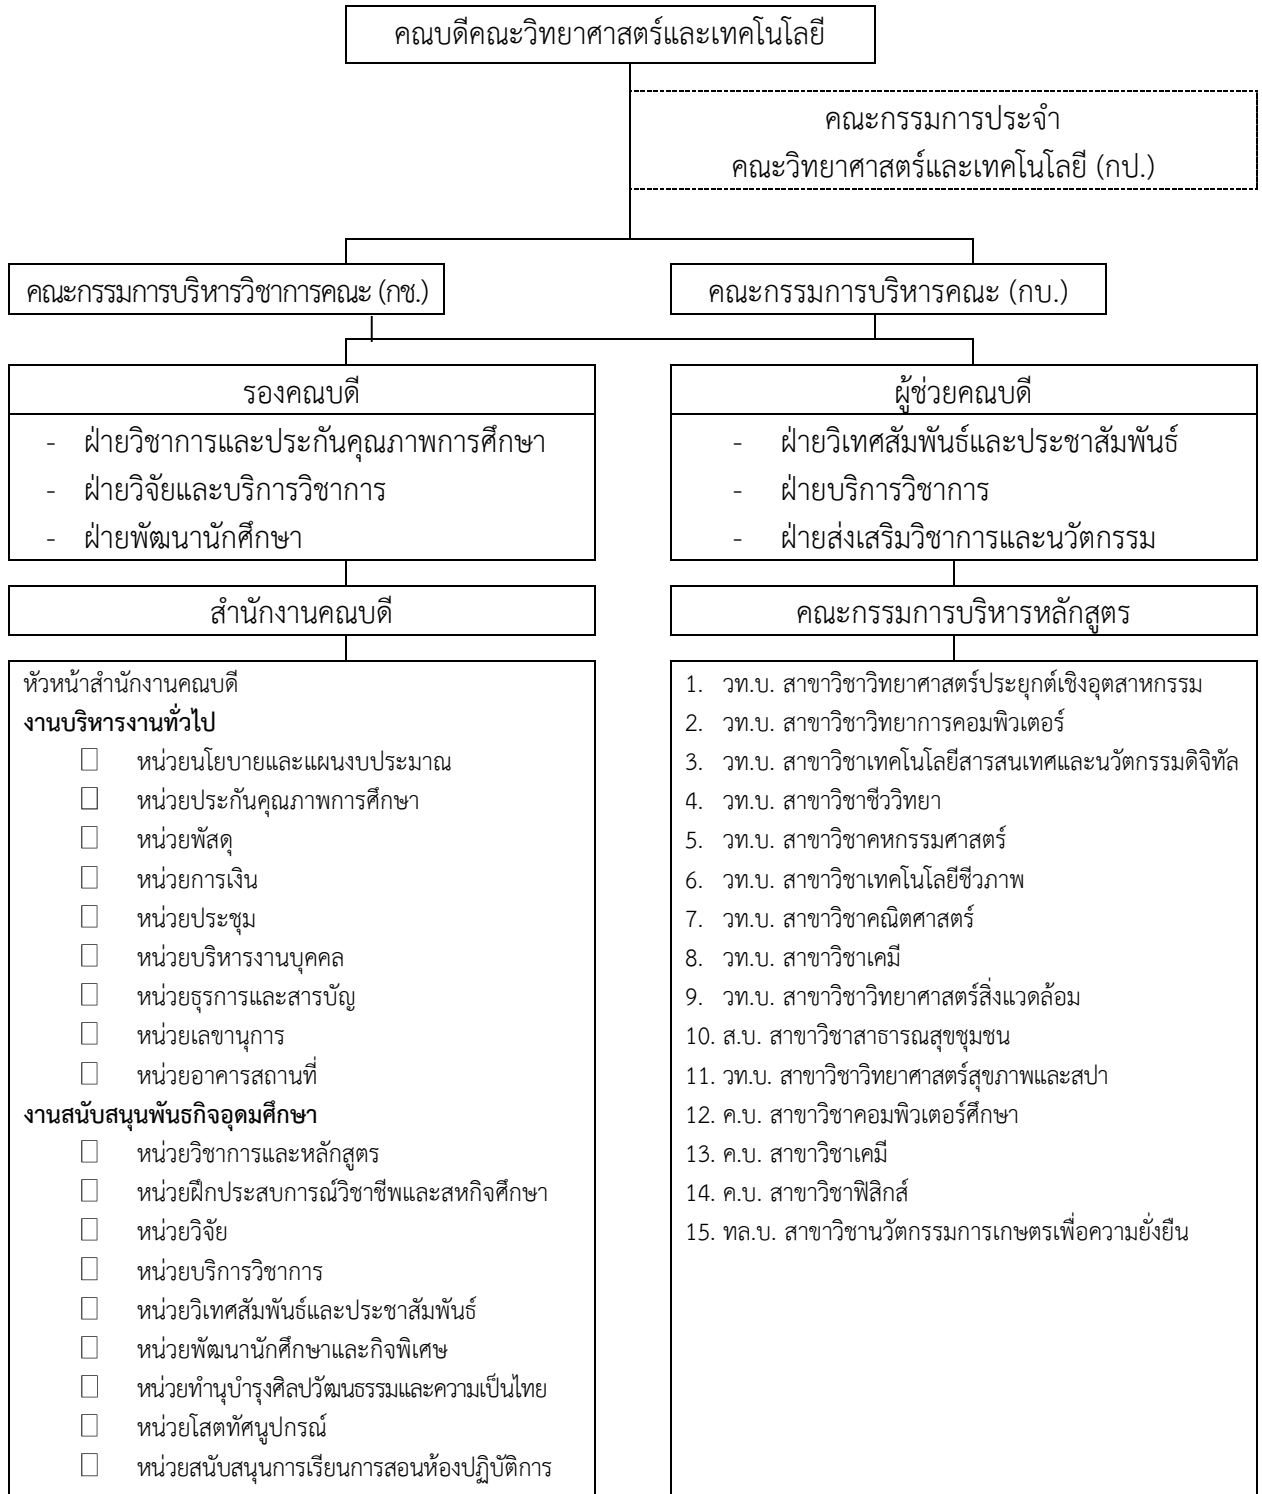 คณบดีคณะวิทยาศาสตร์และเทคโนโลยี
คณะกรรมการประจำ
คณะวิทยาศาสตร์และเทคโนโลยี (กป.)
คณะกรรมการบริหารวิชาการคณะ (กช.)
คณะกรรมการบริหารคณะ (กบ.)
รองคณบดี
- ฝ่ายวิชาการและประกันคุณภาพการศึกษา
- ฝ่ายวิจัยและบริการวิชาการ
- ฝ่ายพัฒนานักศึกษา
ผู้ช่วยคณบดี
- ฝ่ายวิเทศสัมพันธ์และประชาสัมพันธ์
- ฝ่ายบริการวิชาการ
- ฝ่ายส่งเสริมวิชาการและนวัตกรรม
สำนักงานคณบดี
หัวหน้าสำนักงานคณบดี
งานบริหารงานทั่วไป
หน่วยนโยบายและแผนงบประมาณ
หน่วยประกันคุณภาพการศึกษา
หน่วยพัสดุ
หน่วยการเงิน
หน่วยประชุม
หน่วยบริหารงานบุคคล
หน่วยธุรการและสารบัญ
หน่วยเลขานุการ
หน่วยอาคารสถานที่
งานสนับสนุนพันธกิจอุดมศึกษา
หน่วยวิชาการและหลักสูตร
หน่วยฝึกประสบการณ์วิชาชีพและสหกิจศึกษา
หน่วยวิจัย
หน่วยบริการวิชาการ
หน่วยวิเทศสัมพันธ์และประชาสัมพันธ์
หน่วยพัฒนานักศึกษาและกิจพิเศษ
หน่วยทำนุบำรุงศิลปวัฒนธรรมและความเป็นไทย
หน่วยโสตทัศนูปกรณ์
หน่วยสนับสนุนการเรียนการสอนห้องปฏิบัติการ
คณะกรรมการบริหารหลักสูตร
1. วท.บ. สาขาวิชาวิทยาศาสตร์ประยุกต์เชิงอุตสาหกรรม
2. วท.บ. สาขาวิชาวิทยาการคอมพิวเตอร์
3. วท.บ. สาขาวิชาเทคโนโลยีสารสนเทศและนวัตกรรมดิจิทัล
4. วท.บ. สาขาวิชาชีววิทยา
5. วท.บ. สาขาวิชาคหกรรมศาสตร์
6. วท.บ. สาขาวิชาเทคโนโลยีชีวภาพ
7. วท.บ. สาขาวิชาคณิตศาสตร์
8. วท.บ. สาขาวิชาเคมี
9. วท.บ. สาขาวิชาวิทยาศาสตร์สิ่งแวดล้อม
10. ส.บ. สาขาวิชาสาธารณสุขชุมชน
11. วท.บ. สาขาวิชาวิทยาศาสตร์สุขภาพและสปา
12. ค.บ. สาขาวิชาคอมพิวเตอร์ศึกษา
13. ค.บ. สาขาวิชาเคมี
14. ค.บ. สาขาวิชาฟิสิกส์
15. ทล.บ. สาขาวิชานวัตกรรมการเกษตรเพื่อความยั่งยืน